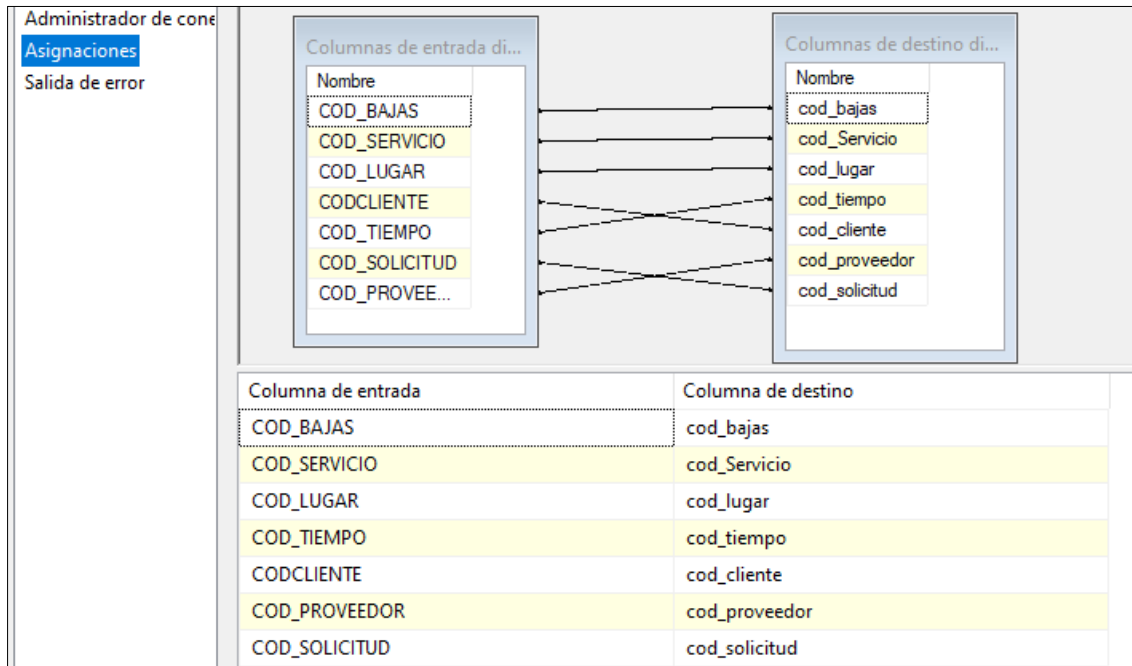 Administrador de cone
Asignaciones
Salida de error
Columnas de entrada di...
Nombre
COD_BAJAS
COD_SERVICIO
COD_LUGAR
CODCLIENTE
COD_TIEMPO
COD_SOLICITUD
COD_PROVEE...
Columnas de destino di...
Nombre
cod_bajas
cod_Servicio
cod_lugar
cod_tiempo
cod_cliente
cod_proveedor
cod_solicitud
Columna de entrada Columna de destino
COD_BAJAS cod_bajas
COD_SERVICIO cod_Servicio
COD_LUGAR cod_lugar
COD_TIEMPO cod_tiempo
CODCLIENTE cod_cliente
COD_PROVEEDOR cod_proveedor
COD_SOLICITUD cod_solicitud